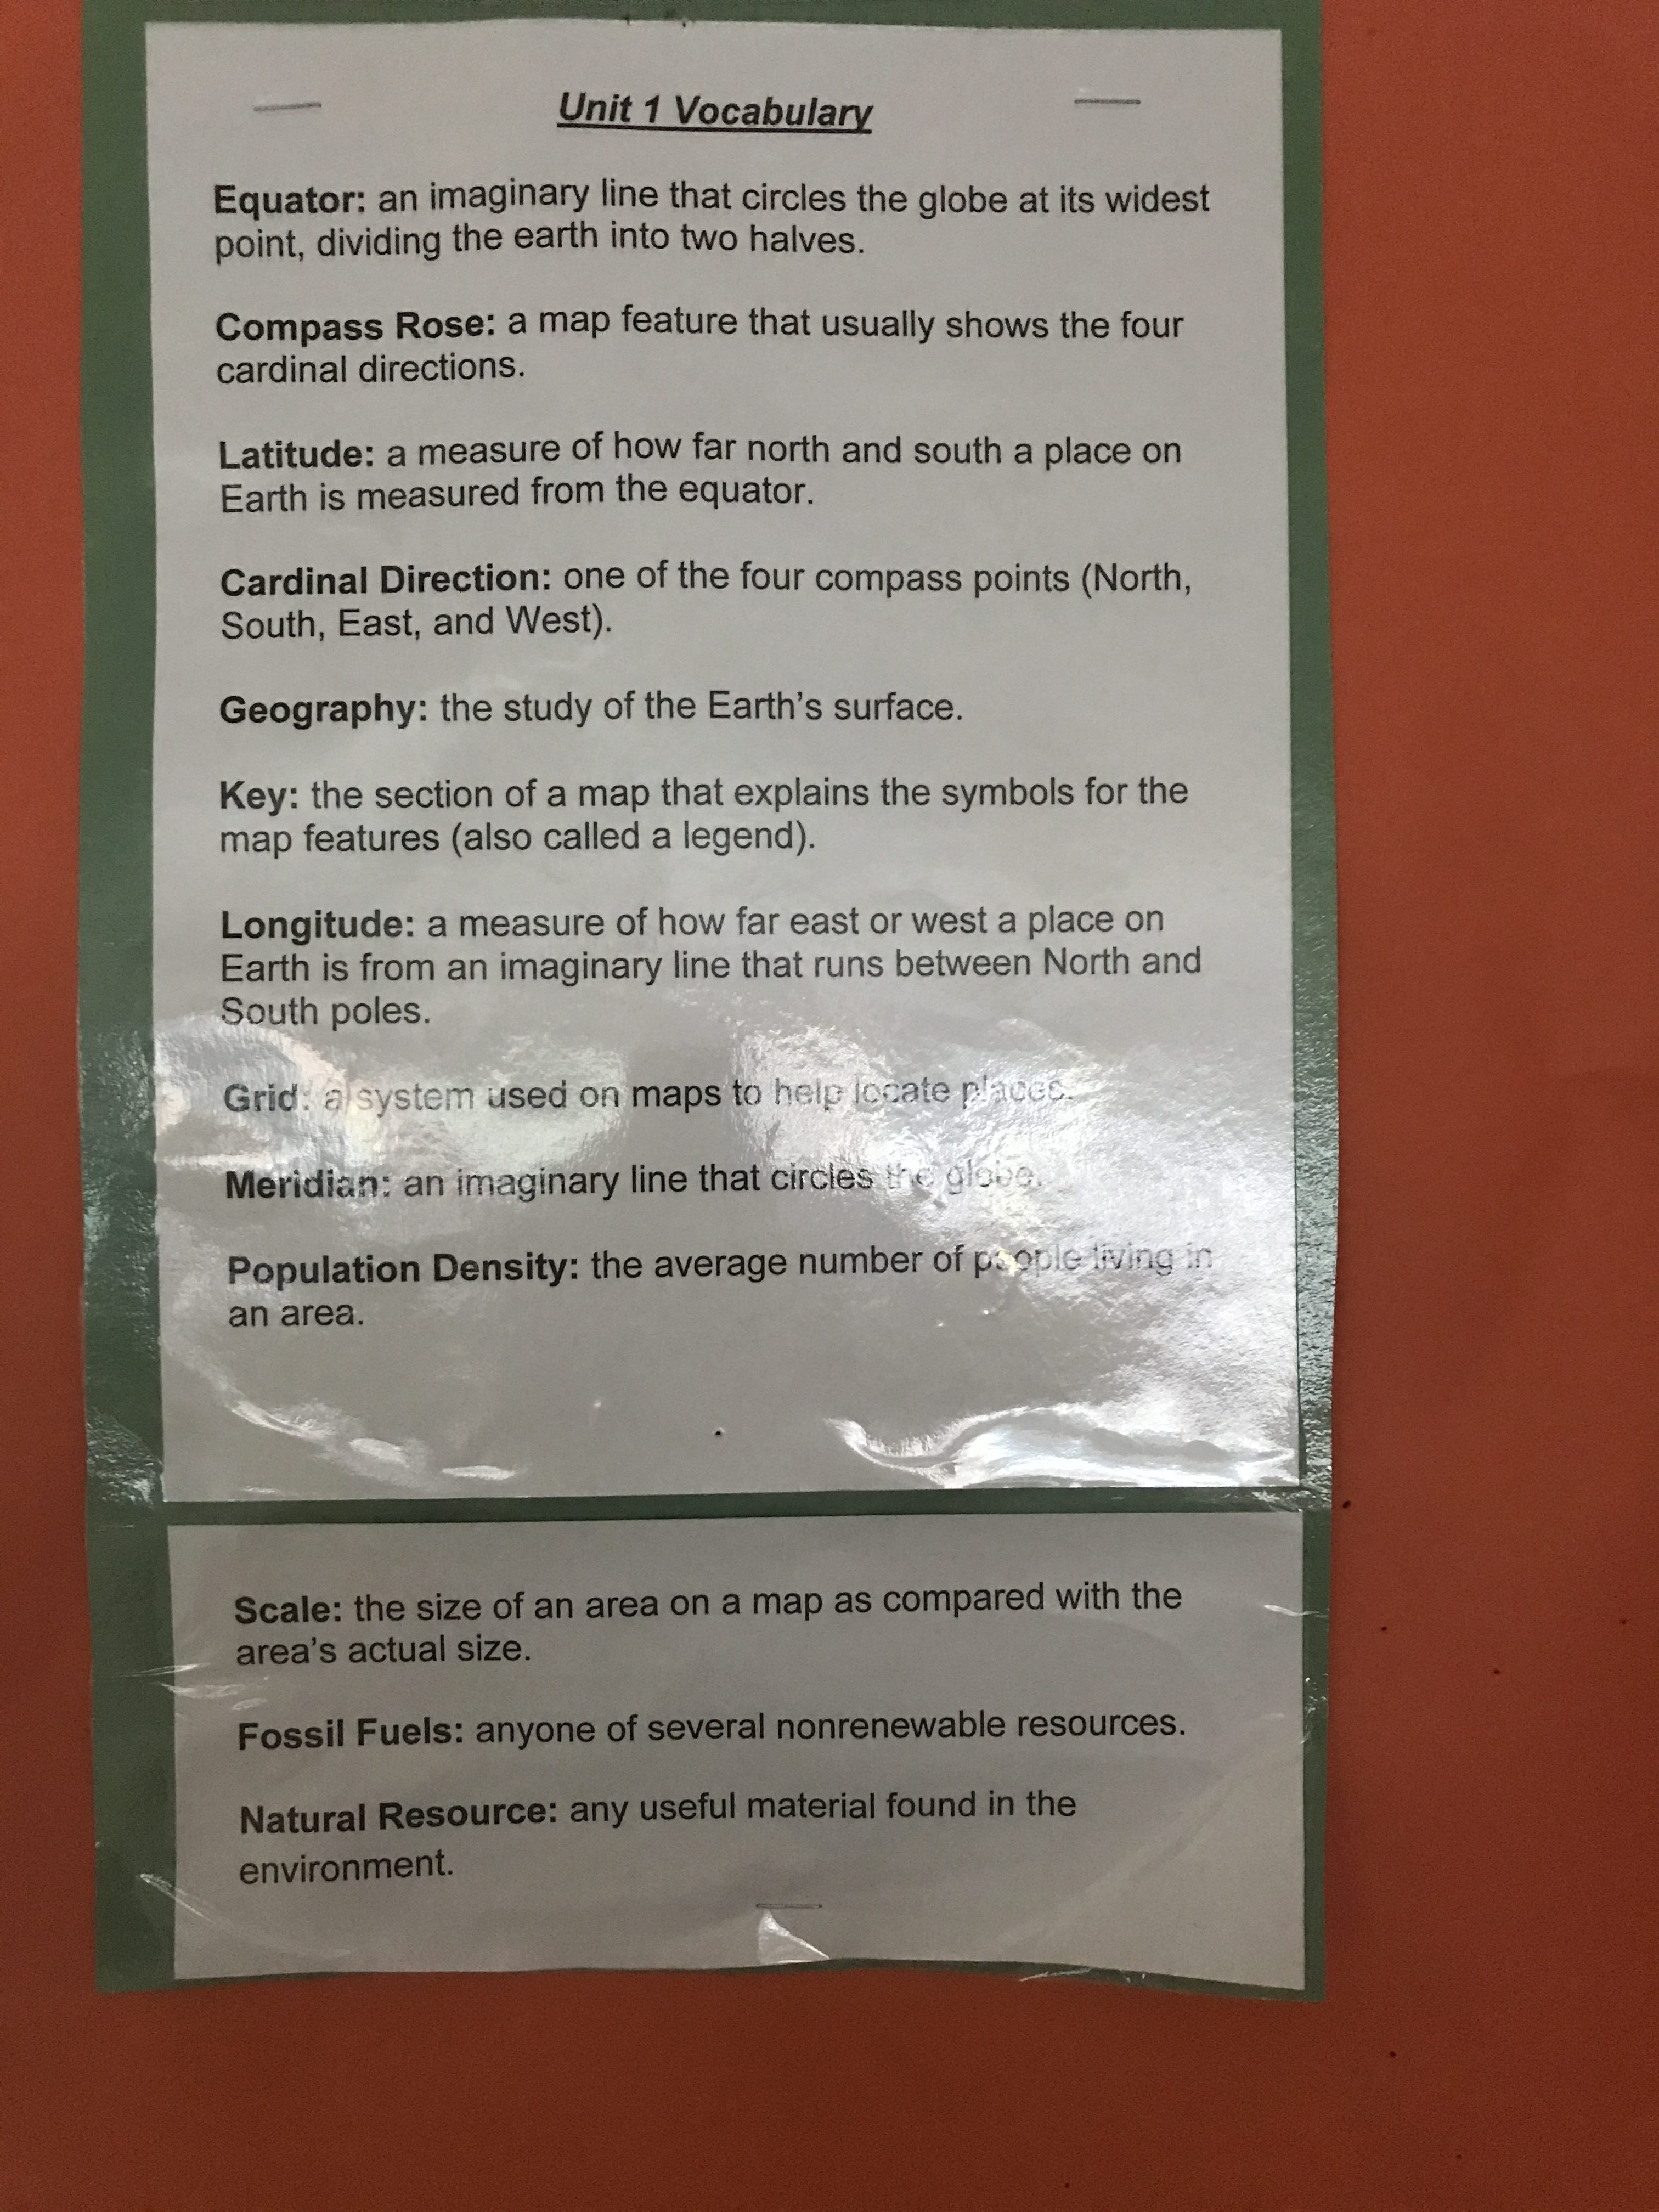 Unit 1 Vocabulary
Equator: an imaginary line that circles the globe at its widest
point, dividing the earth into two halves.
Compass Rose: a map feature that usually shows the four
cardinal directions.
Latitude: a measure of how far north and south a place on
Earth is measured from the equator.
Cardinal Direction: one of the four compass points (North,
South, East, and West).
Geography: the study of the Earth's surface.
Key: the section of a map that explains the symbols for the
map features (also called a legend).
Longitude: a measure of how far east or west a place on
Earth is from an imaginary line that runs between North and
South poles.
Grid: a system used on maps to help locate places.
Meridian: an imaginary line that circles the globe.
Population Density: the average number of people living in
an area.
Scale: the size of an area on a map as compared with the
area's actual size.
Fossil Fuels: anyone of several nonrenewable resources.
Natural Resource: any useful material found in the
environment.